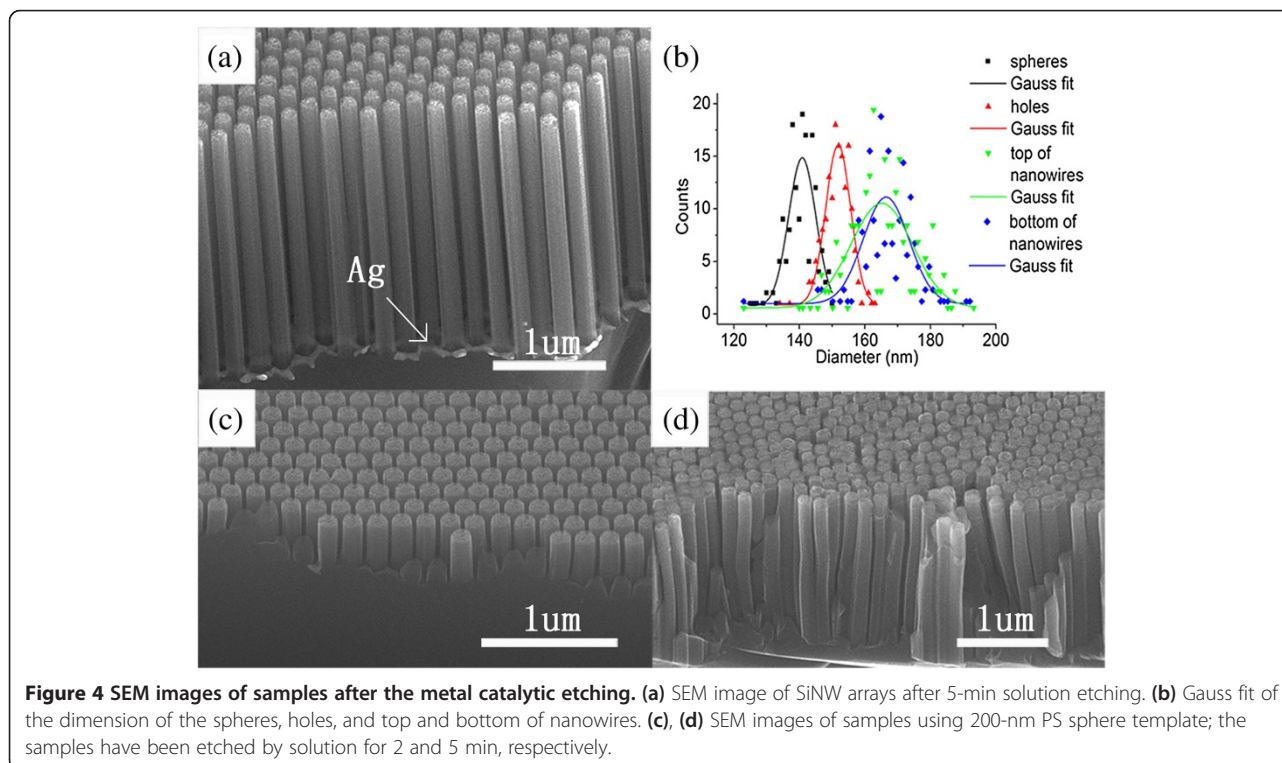 (a)
Ag
1um
(b)
spheres
Gauss fit
holes
Gauss fit
top of
nanowires
Gauss fit
bottom of
nanowires
Gauss fit
Counts
20
15
10
5
0
120 140 160 180 200
Diameter (nm)
(c)
1um
(d)
1um
Figure 4 SEM images of samples after the metal catalytic etching. (a) SEM image of SiNW arrays after 5-min solution etching. (b) Gauss fit of
the dimension of the spheres, holes, and top and bottom of nanowires. (c), (d) SEM images of samples using 200-nm PS sphere template; the
samples have been etched by solution for 2 and 5 min, respectively.